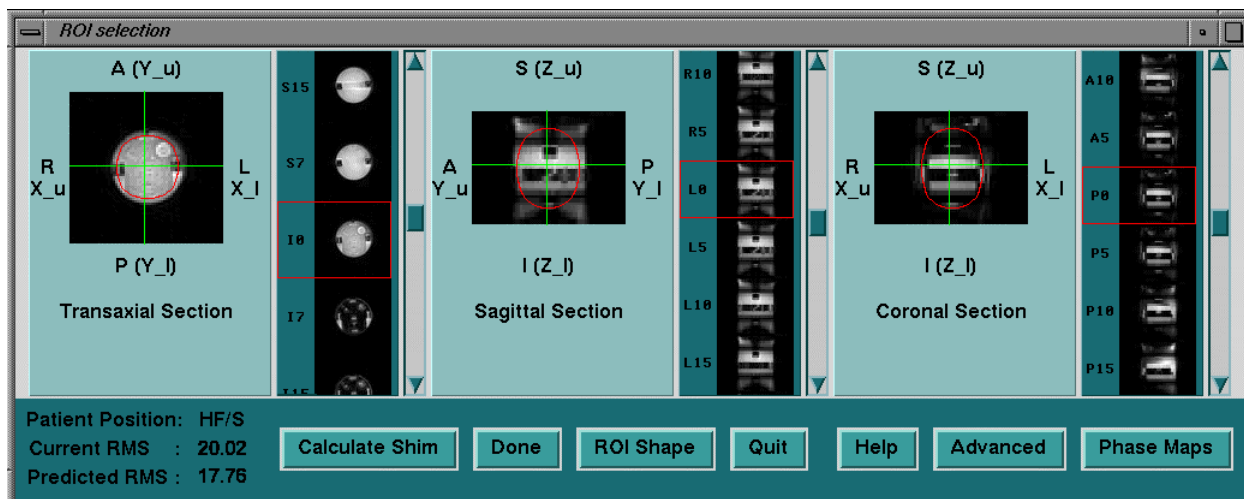 ROI selection
A (Y_u)
R
X_u
L
X_l
P (Y_l)
Transaxial Section
S15
S7
I0
I7
I15
S (Z_u)
A
Y_u
P
Y_l
I (Z_l)
Sagittal Section
R10
R5
L0
L5
L10
L15
S (Z_u)
R
X_u
L
X_l
I (Z_l)
Coronal Section
A10
A5
P0
P5
P10
P15
Patient Position: HF/S
Current RMS : 20.02
Predicted RMS : 17.76
Calculate Shim Done ROI Shape Quit Help Advanced Phase Maps